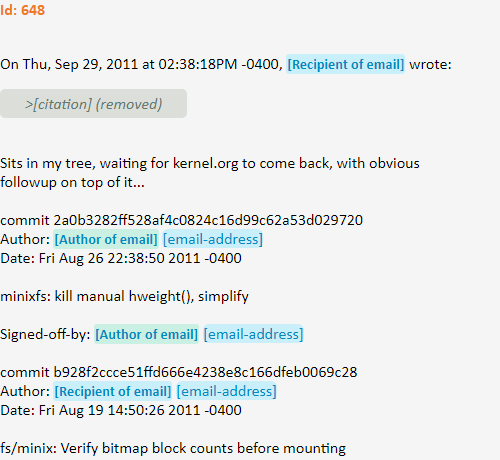 Id: 648
On Thu, Sep 29, 2011 at 02:38:18PM -0400, [Recipient of email] wrote:
>[citation] (removed)
Sits in my tree, waiting for kernel.org to come back, with obvious
followup on top of it...
commit 2a0b3282ff528af4c0824c16d99c62a53d029720
Author: [Author of email] [email-address]
Date: Fri Aug 26 22:38:50 2011 -0400
minixfs: kill manual hweight(), simplify
Signed-off-by: [Author of email] [email-address]
commit b928f2ccce51ffd666e4238e8c166dfeb0069c28
Author: [Recipient of email] [email-address]
Date: Fri Aug 19 14:50:26 2011 -0400
fs/minix: Verify bitmap block counts before mounting